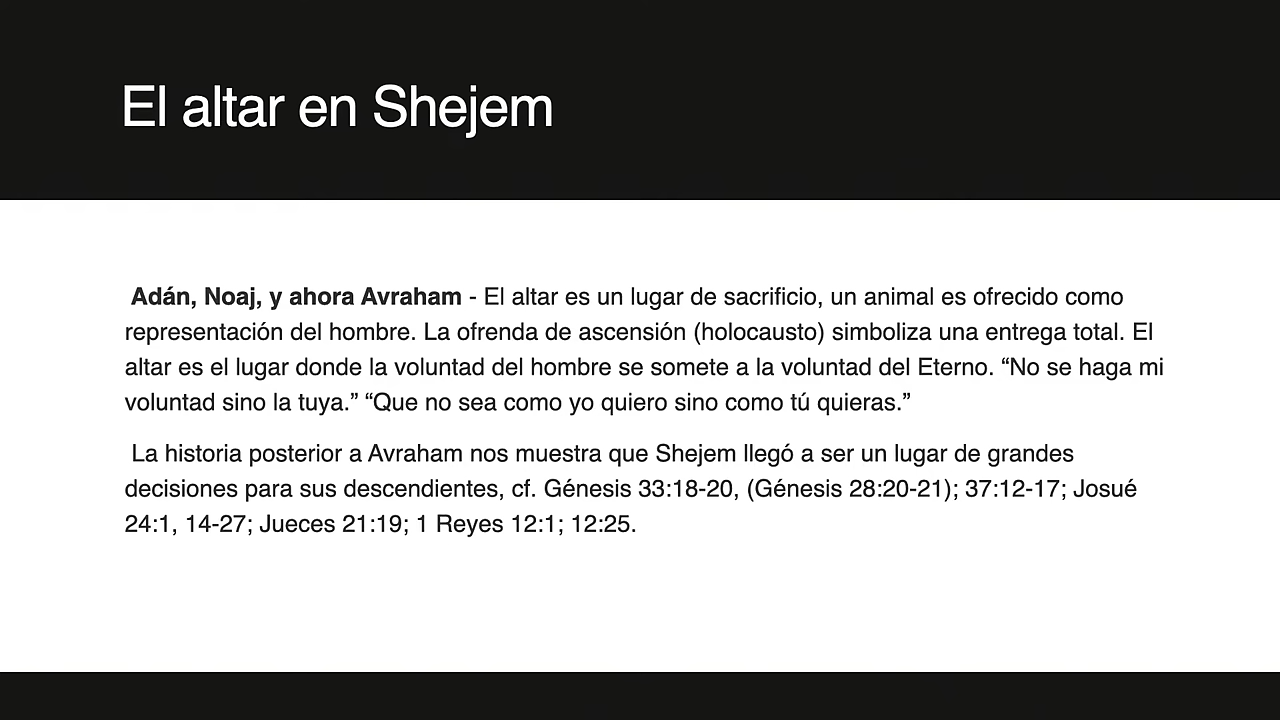 El altar en Shejem
Adán, Noaj, y ahora Avraham - El altar es un lugar de sacrificio, un animal es ofrecido como
representación del hombre. La ofrenda de ascensión (holocausto) simboliza una entrega total. El
altar es el lugar donde la voluntad del hombre se somete a la voluntad del Eterno. “No se haga mi
voluntad sino la tuya.” “Que no sea como yo quiero sino como tú quieras.”
La historia posterior a Avraham nos muestra que Shejem llegó a ser un lugar de grandes
decisiones para sus descendientes, cf. Génesis 33:18-20, (Génesis 28:20-21); 37:12-17; Josué
24:1, 14-27; Jueces 21:19; 1 Reyes 12:1; 12:25.